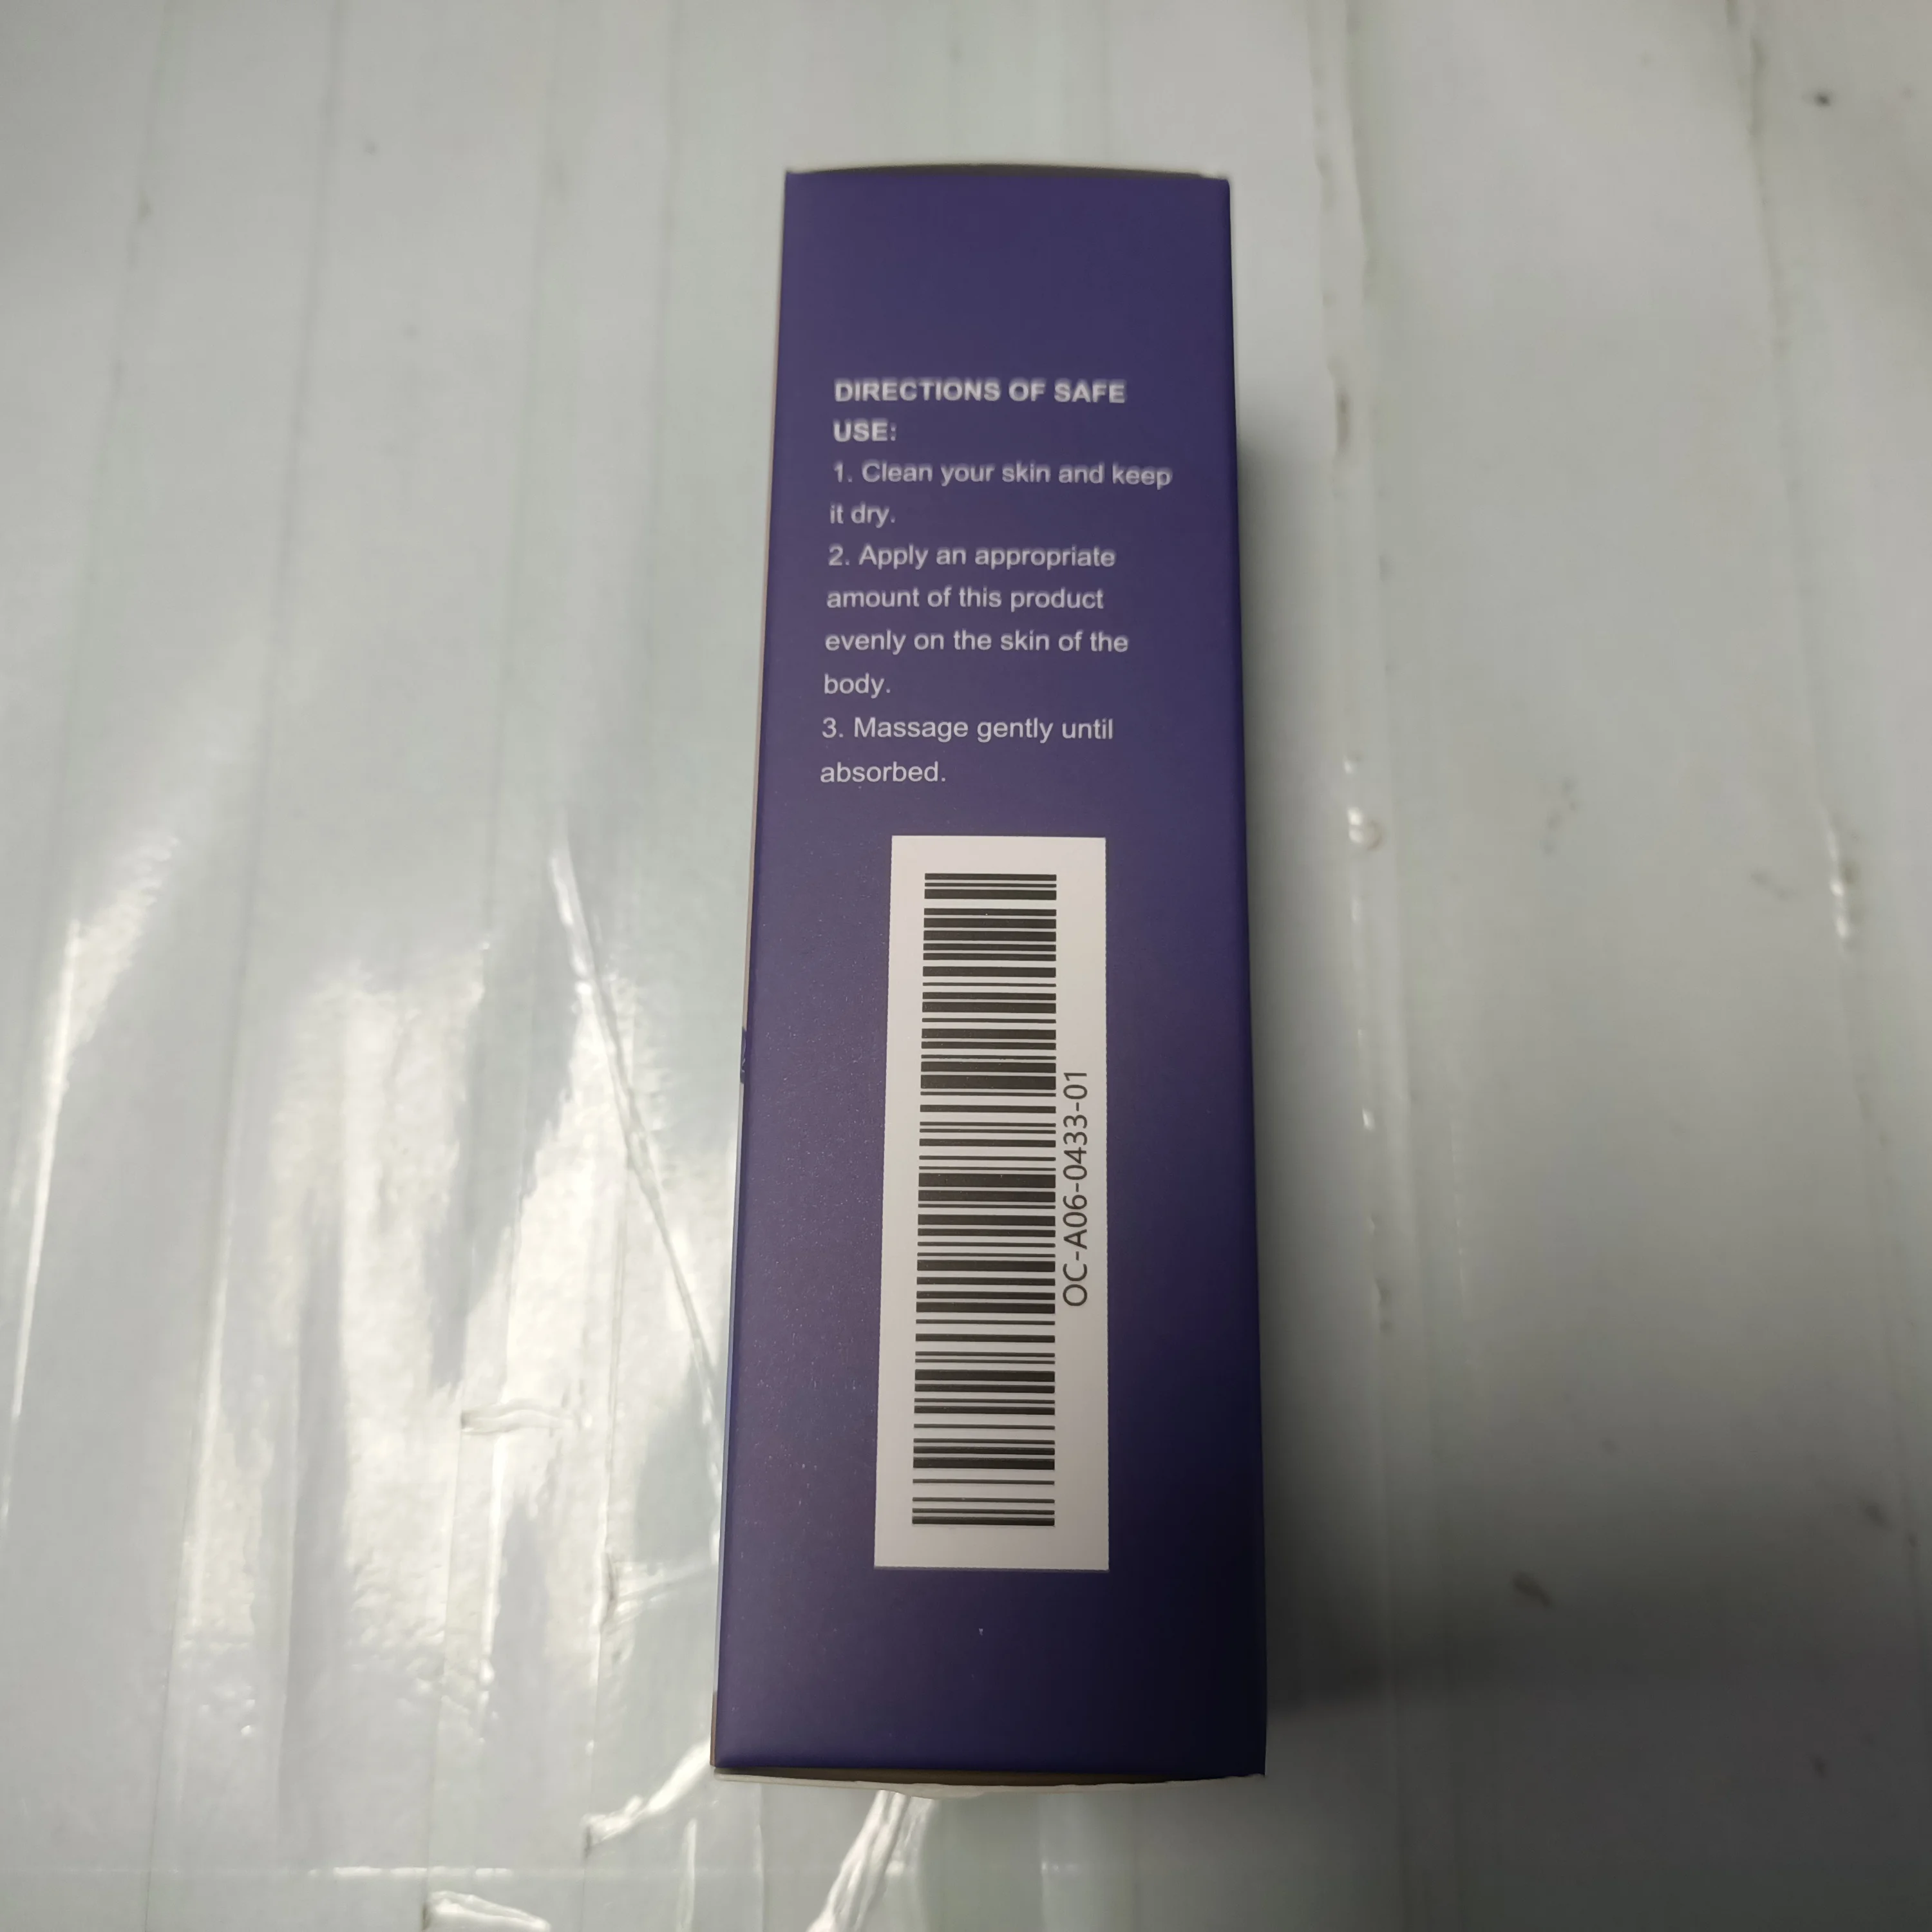 DIRECTIONS OF SAFE
USE:
1. Clean your skin and keep
it dry.
2. Apply an appropriate
amount of this product
evenly on the skin of the
body.
3. Massage gently until
absorbed.
OC-A06-0433-01